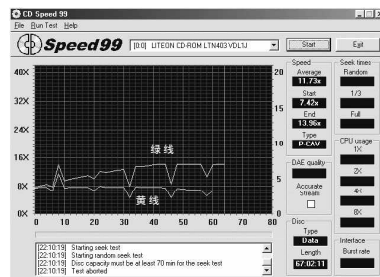 CD Speed 99
File Run Test Help
Speed99
[0:0] LITEON CD-ROM LTN403 VDL1J
Start
Exit
40X
32X
24X
16X
8X
0X
20
15
10
5
0
0 10 20 30 40 50 60 70 80
绿线
黄线
Speed
Average
11.73x
Start
7.42x
End
13.96x
Type
P-CAV
DAE quality
Accurate
Stream
Disc
Type
Data
Length
67:02:11
Seek times
Random
1/3
Full
CPU usage
1X
2X
4X
8X
Interface
Burst rate
[22:10:19] Starting seek test
[22:10:19] Starting random seek test
[22:10:19] Disc capacity must be at least 70 min for the seek test
[22:10:19] Test aborted